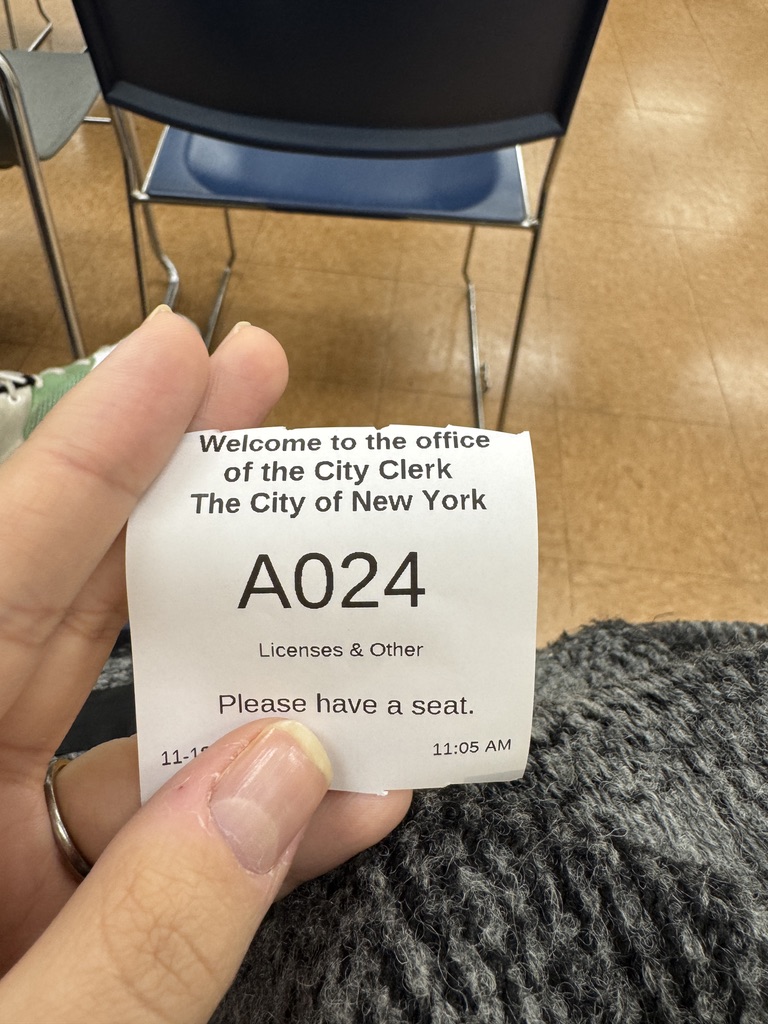 Welcome to the office
of the City Clerk
The City of New York
A024
Licenses & Other
Please have a seat.
11:05 AM